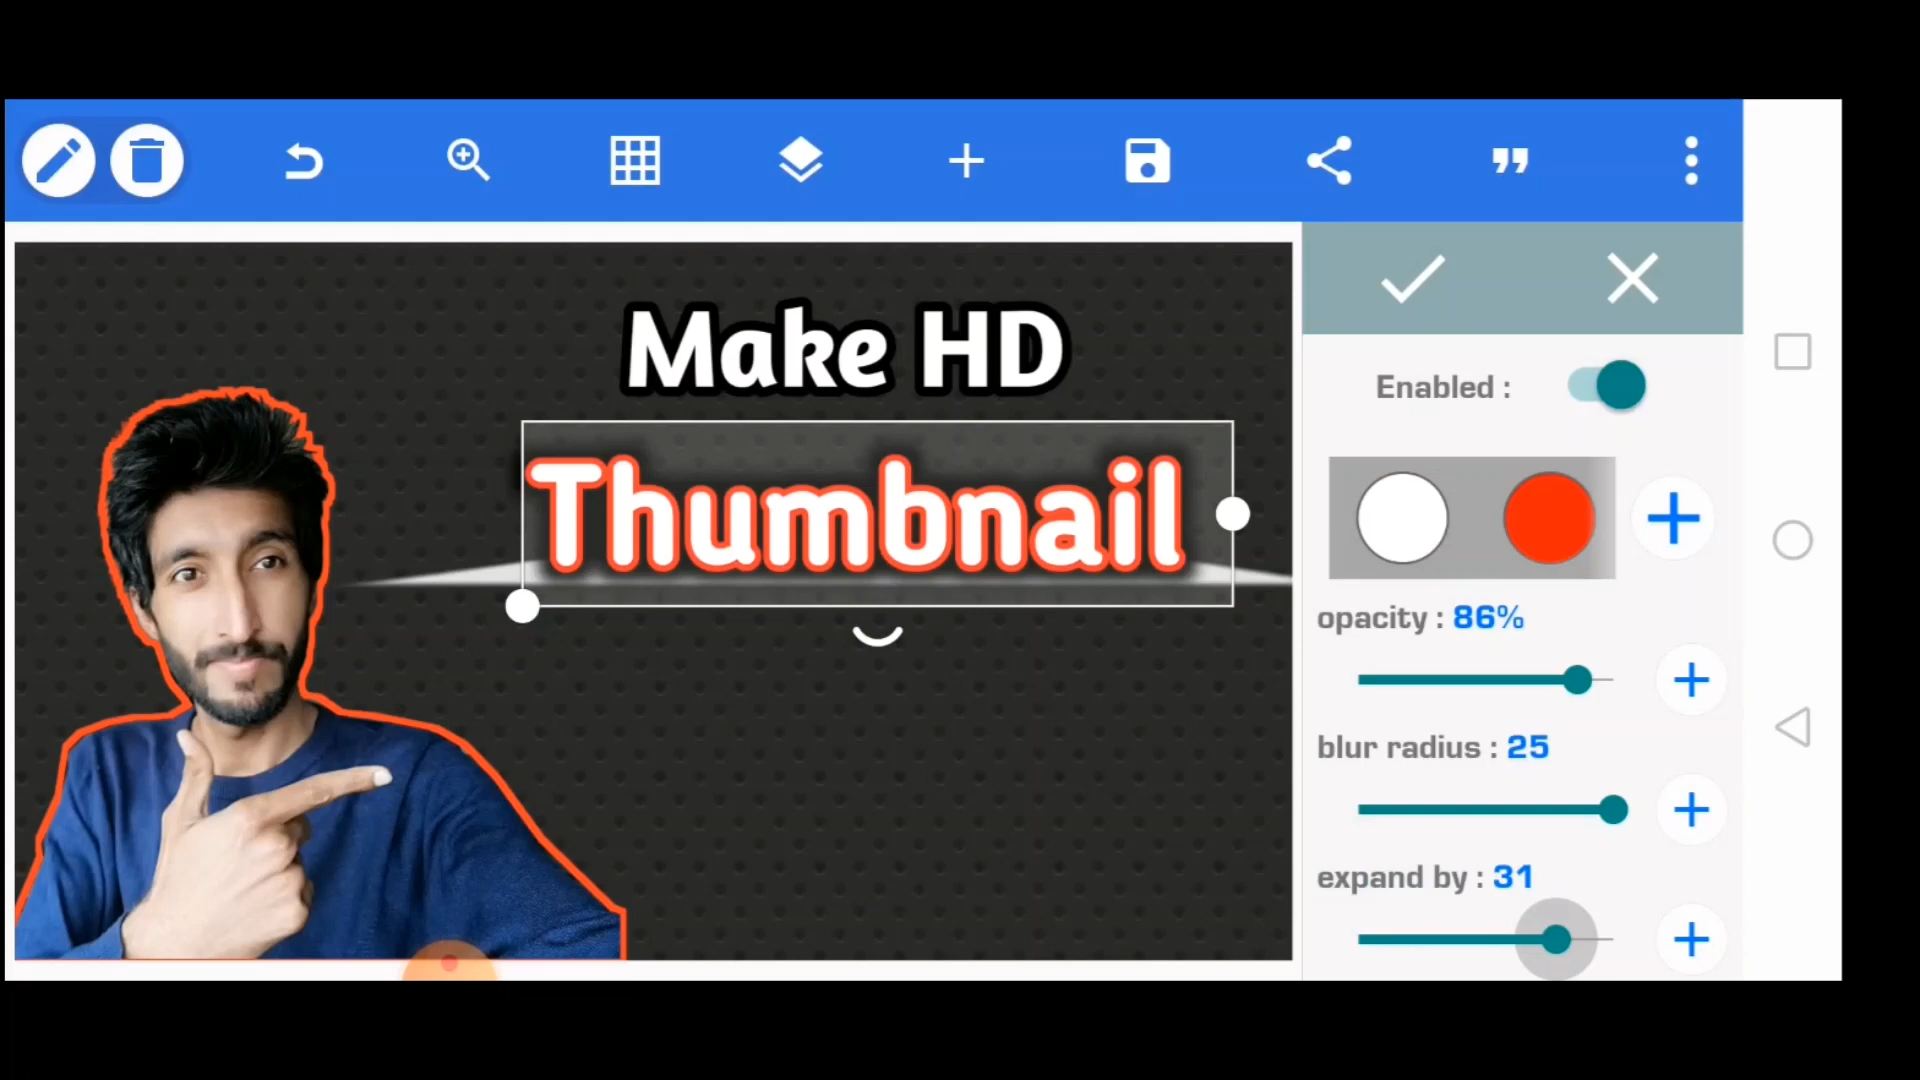 Make HD
Thumbnail
Enabled :
opacity : 86%
blur radius : 25
expand by : 31